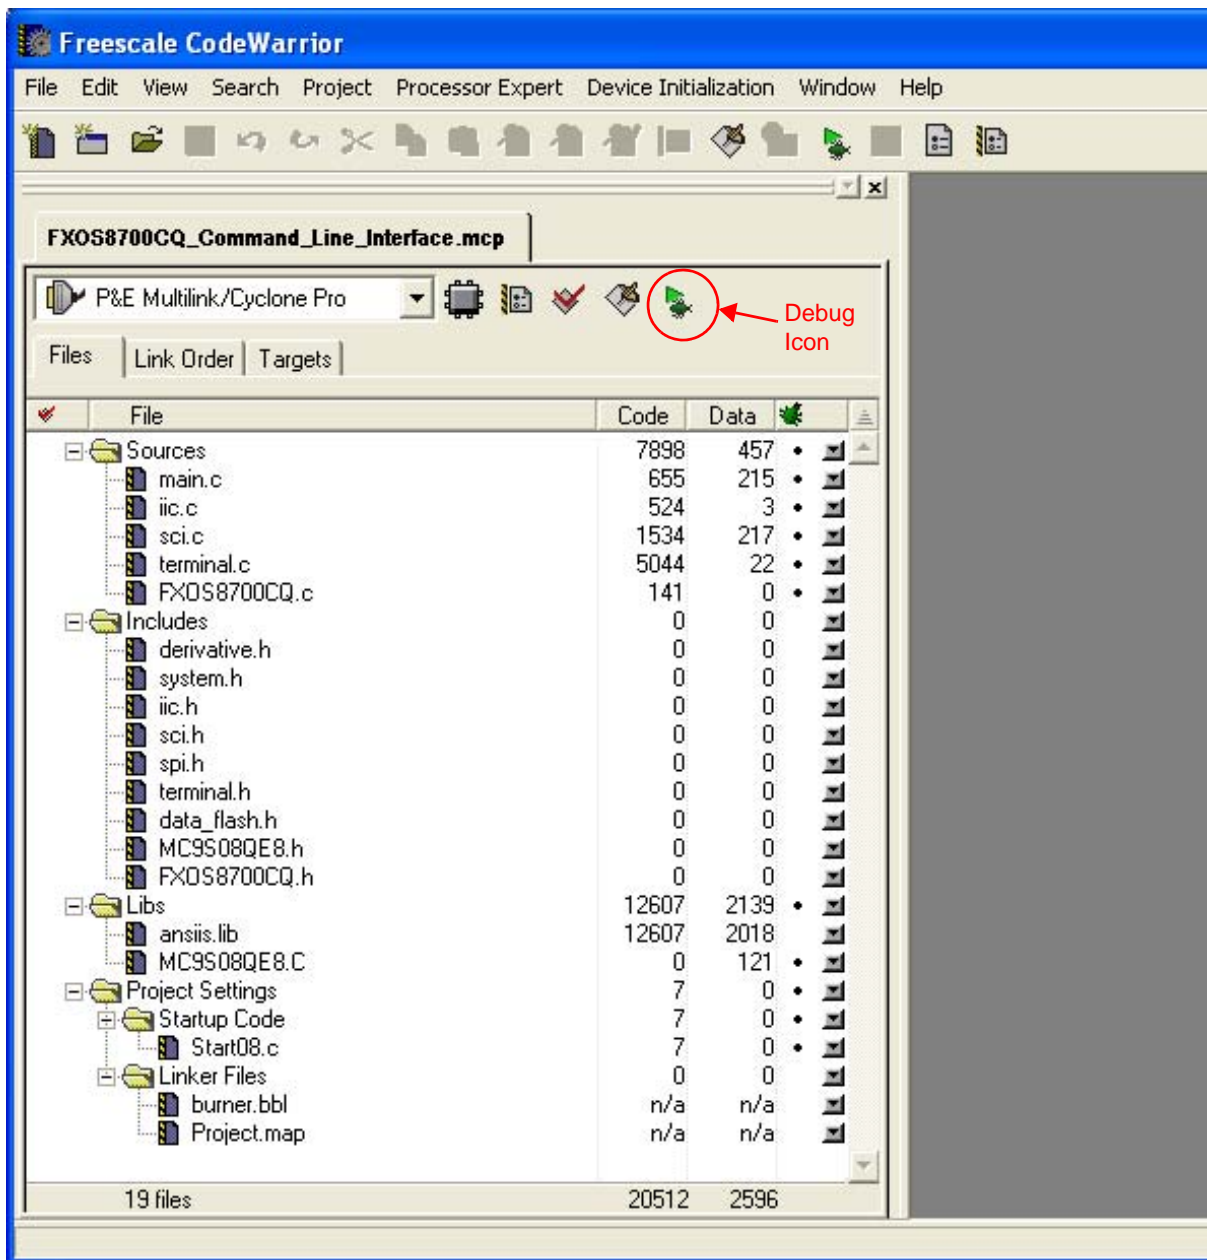 Freescale CodeWarrior
File Edit View Search Project Processor Expert Device Initialization Window Help
FXOS8700CQ_Command_Line_Interface.mcp
P&E Multilink/Cyclone Pro
Debug
Icon
Files Link Order Targets
File Code Data
Sources 7898 457
main.c 655 215
iic.c 524 3
sci.c 1534 217
terminal.c 5044 22
FXOS8700CQ.c 141 0
Includes 0 0
derivative.h 0 0
system.h 0 0
iic.h 0 0
sci.h 0 0
spi.h 0 0
terminal.h 0 0
data_flash.h 0 0
MC9S08QE8.h 0 0
FXOS8700CQ.h 0 0
Libs 12607 2139
ansiis.lib 12607 2018
MC9S08QE8.C 0 121
Project Settings 7 0
Startup Code 7 0
Start08.c 7 0
Linker Files 0 0
burner.bbl n/a n/a
Project.map n/a n/a
19 files 20512 2596